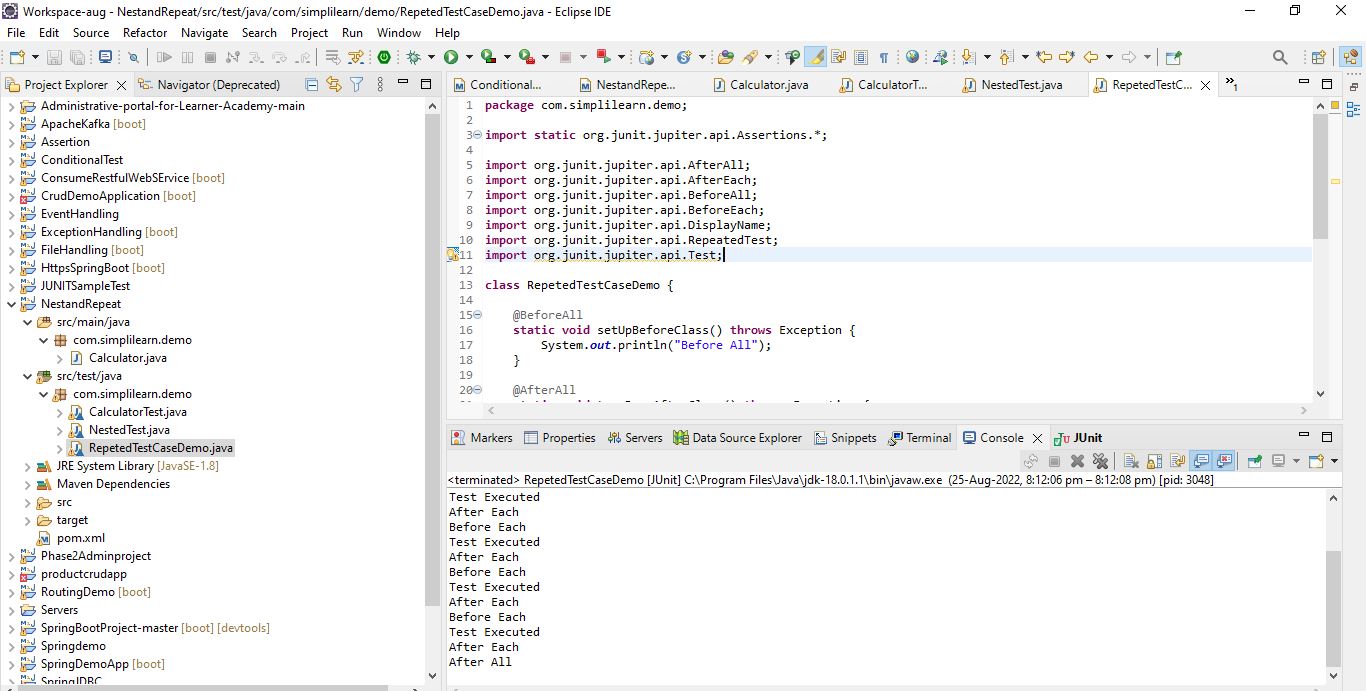 Workspace-aug - NestandRepeat/src/test/java/com/simplilearn/demo/RepetedTestCaseDemo.java - Eclipse IDE
File Edit Source Refactor Navigate Search Project Run Window Help
Project Explorer
Navigator (Deprecated)
Administrative-portal-for-Learner-Academy-main
ApacheKafka [boot]
Assertion
ConditionalTest
ConsumeRestfulWebSErvice [boot]
CrudDemoApplication [boot]
EventHandling
ExceptionHandling [boot]
FileHandling [boot]
HttpsSpringBoot [boot]
JUNITSampleTest
NestandRepeat
src/main/java
com.simplilearn.demo
Calculator.java
src/test/java
com.simplilearn.demo
CalculatorTest.java
NestedTest.java
RepetedTestCaseDemo.java
JRE System Library [JavaSE-1.8]
Maven Dependencies
src
target
pom.xml
Phase2Adminproject
productcrudapp
RoutingDemo [boot]
Servers
SpringBootProject-master [boot] [devtools]
Springdemo
SpringDemoApp [boot]
SpringJDBC
Conditional... NestandRepe... Calculator.java CalculatorT... NestedTest.java RepetedTestC... 1
1 package com.simplilearn.demo;
2
3 import static org.junit.jupiter.api.Assertions.*;
4
5 import org.junit.jupiter.api.AfterAll;
6 import org.junit.jupiter.api.AfterEach;
7 import org.junit.jupiter.api.BeforeAll;
8 import org.junit.jupiter.api.BeforeEach;
9 import org.junit.jupiter.api.DisplayName;
10 import org.junit.jupiter.api.RepeatedTest;
11 import org.junit.jupiter.api.Test;
12
13 class RepetedTestCaseDemo {
14
15 @BeforeAll
16 static void setUpBeforeClass() throws Exception {
17 System.out.println("Before All");
18 }
19
20 @AfterAll
Markers Properties Servers Data Source Explorer Snippets Terminal Console JUnit
<terminated> RepetedTestCaseDemo [JUnit] C:\Program Files\Java\jdk-18.0.1.1\bin\javaw.exe (25-Aug-2022, 8:12:06 pm – 8:12:08 pm) [pid: 3048]
Test Executed
After Each
Before Each
Test Executed
After Each
Before Each
Test Executed
After Each
Before Each
Test Executed
After Each
After All